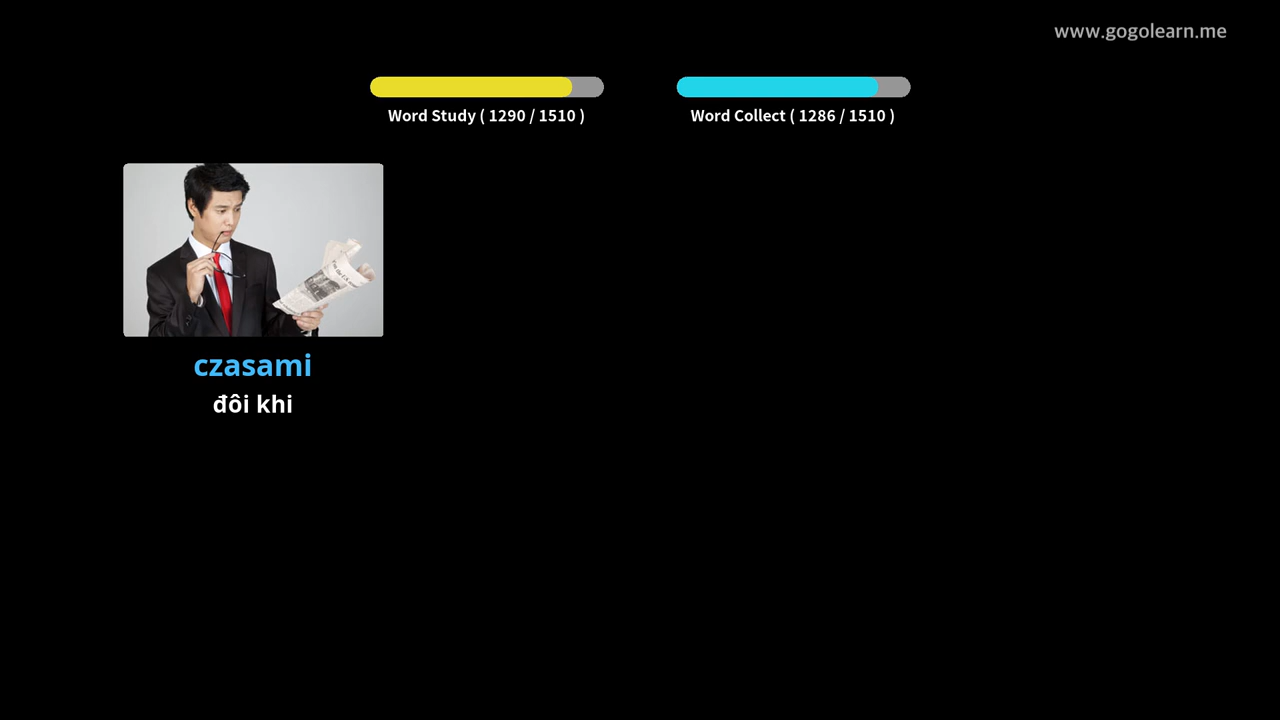 www.gogolearn.me
Word Study ( 1290 / 1510 )
Word Collect ( 1286 / 1510 )
czasami
đôi khi